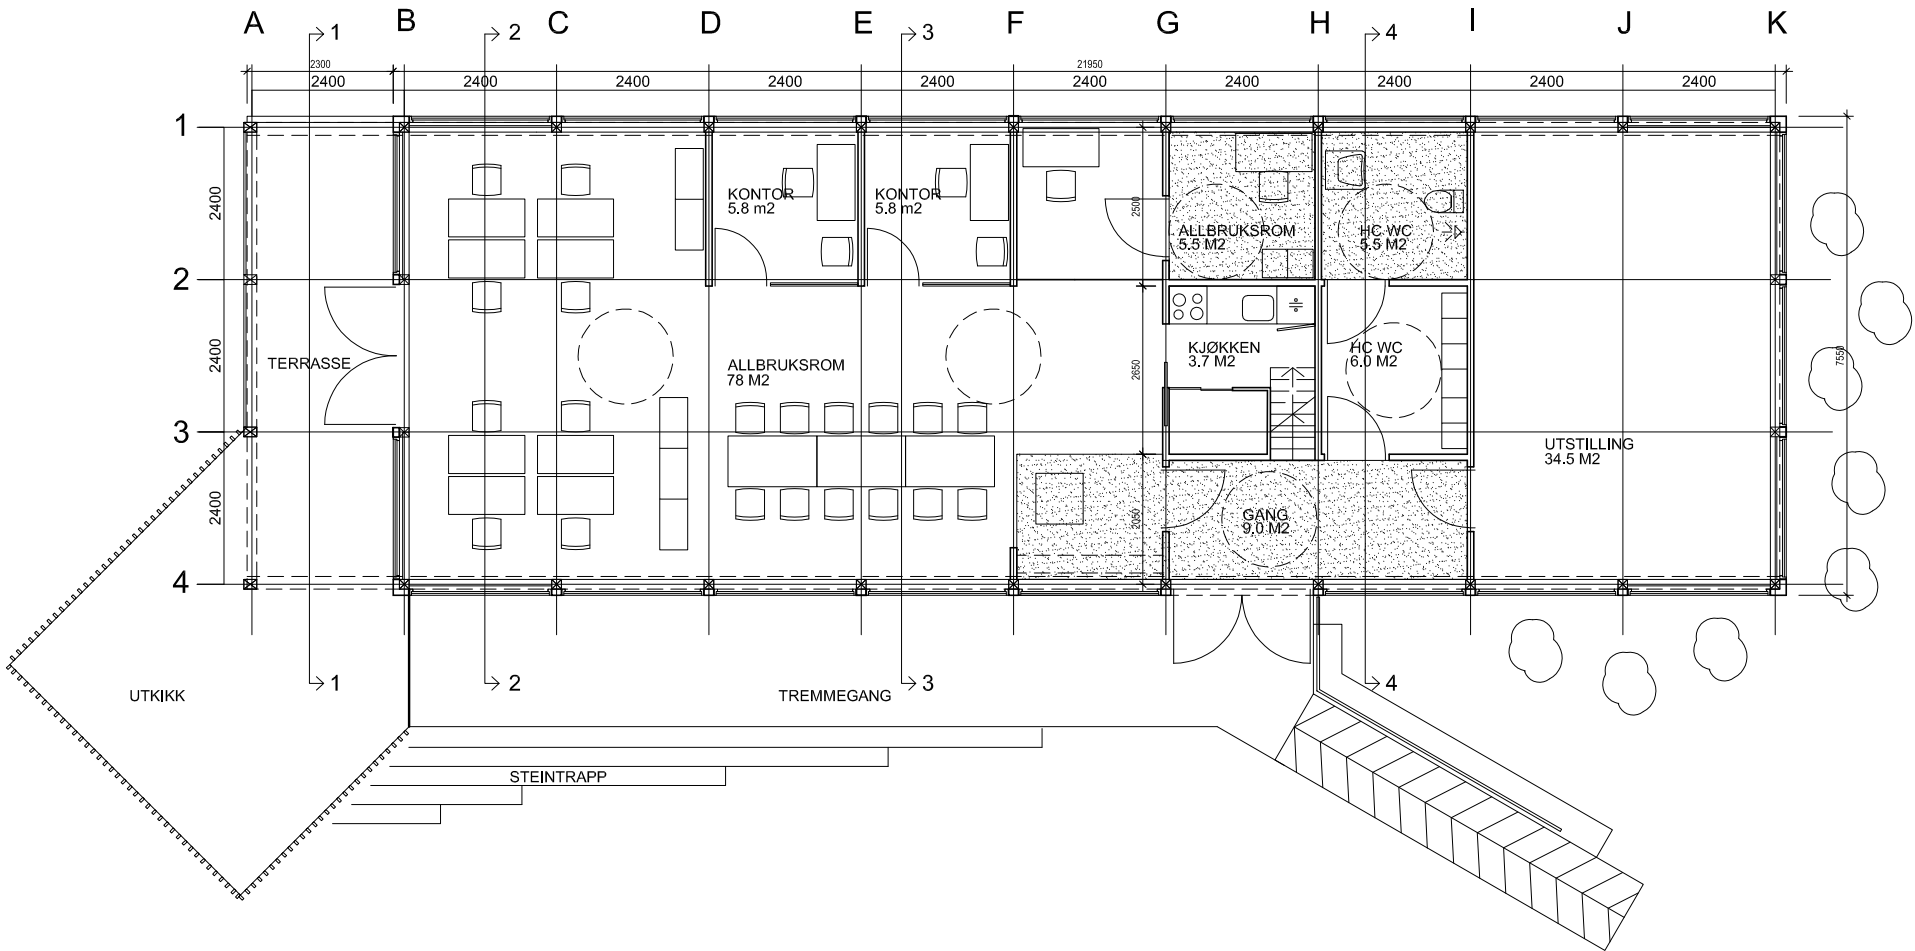 A B C D E F G H I J K
1 2 3 4
2300 21950
2400 2400 2400 2400 2400 2400 2400 2400 2400 2400
1
2400
KONTOR
5.8 m2
KONTOR
5.8 m2
2500
ALLBRUKSROM
5.5 M2
HC WC
5.5 M2
2
2400
TERRASSE
ALLBRUKSROM
78 M2
2650
KJØKKEN
3.7 M2
HC WC
6.0 M2
7550
3
2400
UTSTILLING
34.5 M2
2050
GANG
9.0 M2
4
1 2 3 4
UTKIKK
TREMMEGANG
STEINTRAPP